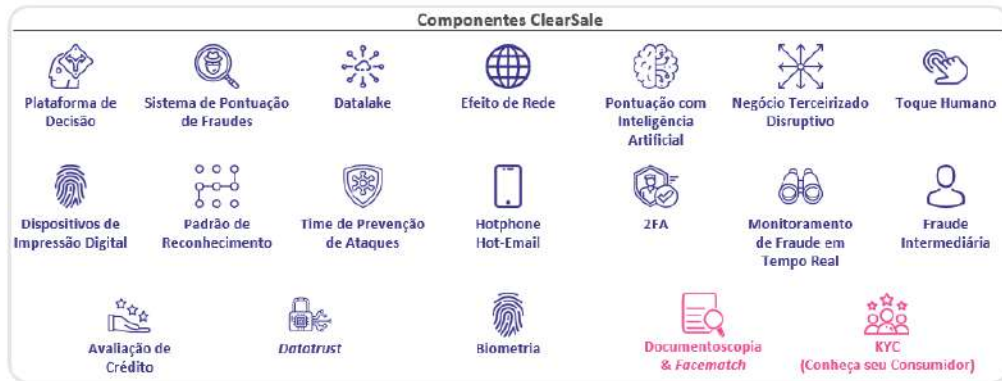 Componentes ClearSale
Plataforma de
Decisão
Sistema de Pontuação
de Fraudes
Datalake
Efeito de Rede
Pontuação com
Inteligência
Artificial
Negócio Terceirizado
Disruptivo
Toque Humano
Dispositivos de
Impressão Digital
Padrão de
Reconhecimento
Time de Prevenção
de Ataques
Hotphone
Hot-Email
2FA
Monitoramento
de Fraude em
Tempo Real
Fraude
Intermediária
Avaliação de
Crédito
Datatrust
Biometria
Documentoscopia
& Facematch
KYC
(Conheça seu Consumidor)